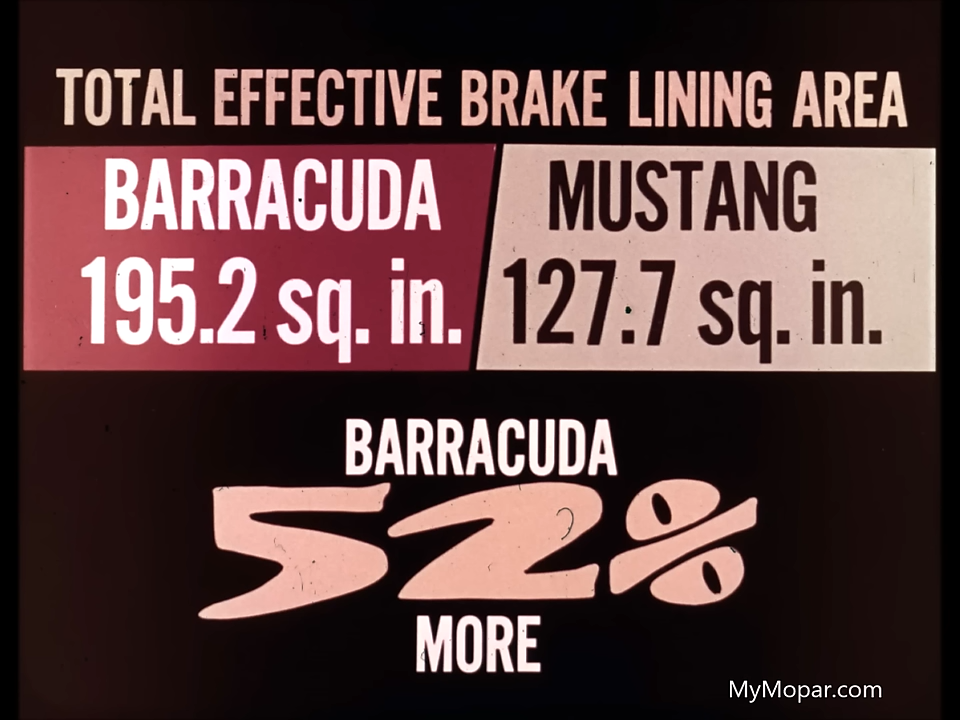 TOTAL EFFECTIVE BRAKE LINING AREA
BARRACUDA
195.2 sq. in.
MUSTANG
127.7 sq. in.
BARRACUDA
52%
MORE
MyMopar.com